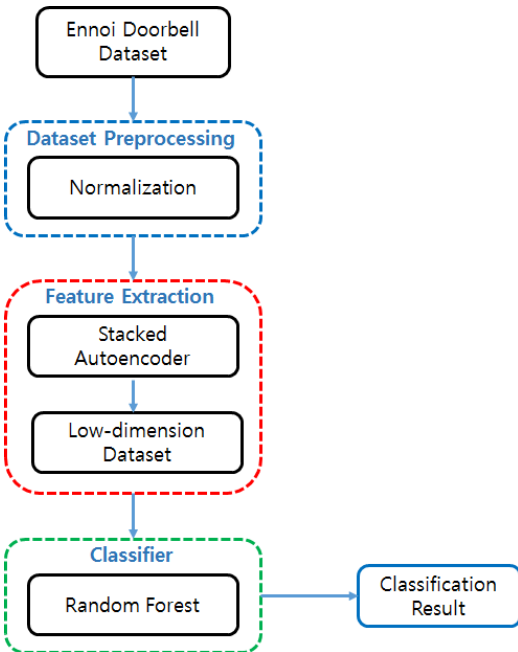 Ennoi Doorbell
Dataset
Dataset Preprocessing
Normalization
Feature Extraction
Stacked
Autoencoder
Low-dimension
Dataset
Classifier
Random Forest
Classification
Result